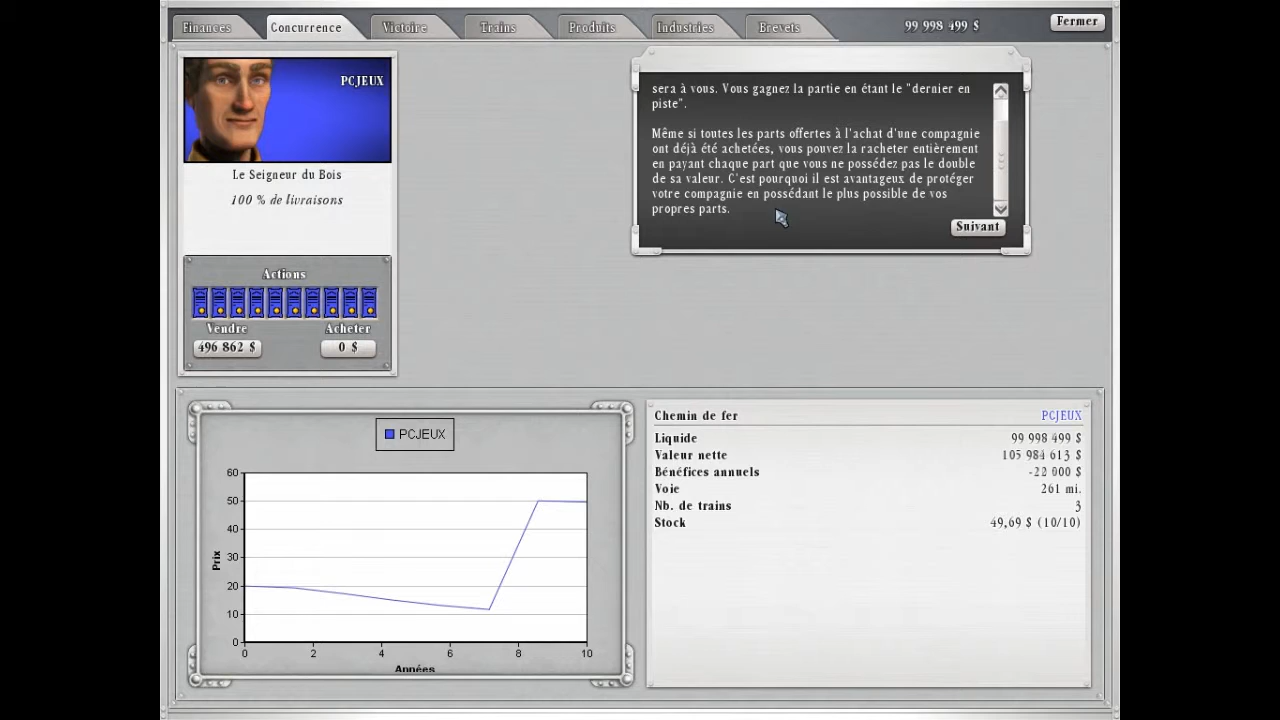 Finances
Concurrence
Victoire
Trains
Produits
Industries
Brevets
99 998 499 $
Fermer
PCJEUX
Le Seigneur du Bois
100 % de livraisons
Actions
Vendre
Acheter
496 862 $
0 $
sera à vous. Vous gagnez la partie en étant le "dernier en
piste".
Même si toutes les parts offertes à l'achat d'une compagnie
ont déjà été achetées, vous pouvez la racheter entièrement
en payant chaque part que vous ne possédez pas le double
de sa valeur. C'est pourquoi il est avantageux de protéger
votre compagnie en possédant le plus possible de vos
propres parts.
Suivant
PCJEUX
Prix
60
50
40
30
20
10
0
0 2 4 6 8 10
Années
Chemin de fer PCJEUX
Liquide 99 998 499 $
Valeur nette 105 984 613 $
Bénéfices annuels -22 000 $
Voie 261 mi.
Nb. de trains 3
Stock 49,69 $ (10/10)